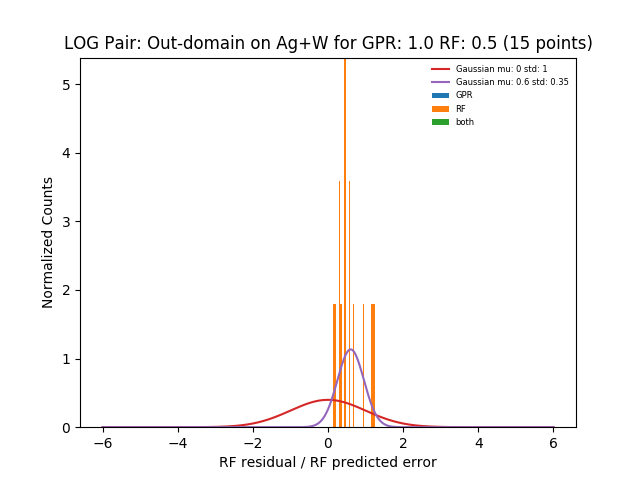 LOG Pair: Out-domain on Ag+W for GPR: 1.0 RF: 0.5 (15 points)
Gaussian mu: 0 std: 1
Gaussian mu: 0.6 std: 0.35
GPR
RF
both
Normalized Counts
5
4
3
2
1
0
−6 −4 −2 0 2 4 6
RF residual / RF predicted error